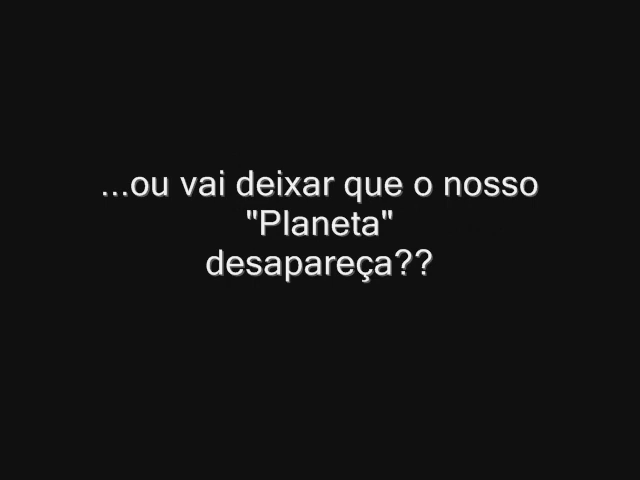 ...ou vai deixar que o nosso
"Planeta"
desapareça??